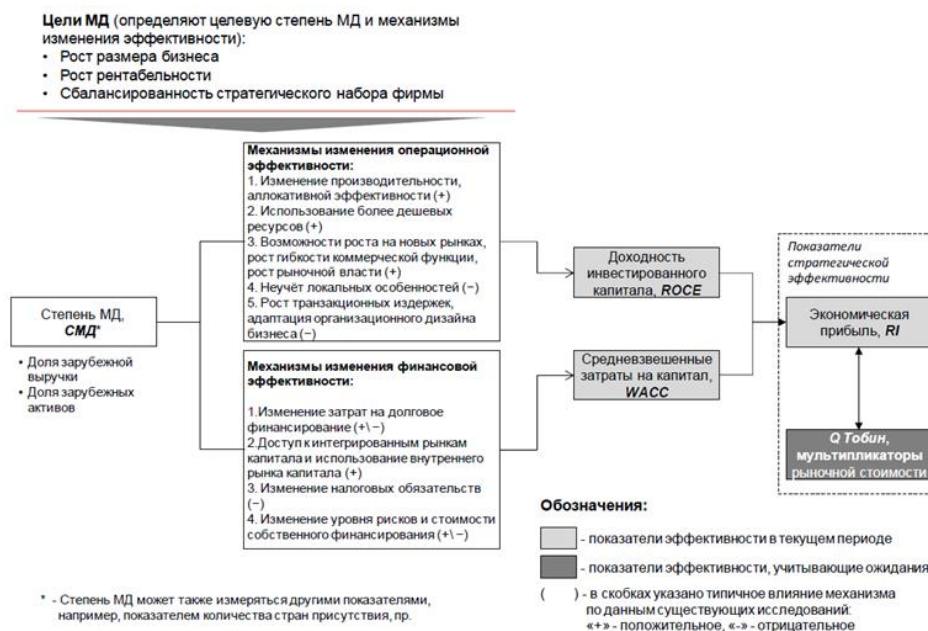 Цели МД (определяют целевую степень МД и механизмы
изменения эффективности):
• Рост размера бизнеса
• Рост рентабельности
• Сбалансированность стратегического набора фирмы
Механизмы изменения операционной
эффективности:
1. Изменение производительности,
аллокативной эффективности (+)
2. Использование более дешевых
ресурсов (+)
3. Возможности роста на новых рынках,
рост гибкости коммерческой функции,
рост рыночной власти (+)
4. Неучёт локальных особенностей (−)
5. Рост транзакционных издержек,
адаптация организационного дизайна
бизнеса (−)
Степень МД,
СМД*
• Доля зарубежной
выручки
• Доля зарубежных
активов
Механизмы изменения финансовой
эффективности:
1.Изменение затрат на долговое
финансирование (+\−)
2.Доступ к интегрированным рынкам
капитала и использование внутреннего
рынка капитала (+)
3. Изменение налоговых обязательств
(−)
4. Изменение уровня рисков и стоимости
собственного финансирования (+\−)
Доходность
инвестированного
капитала, ROCE
Средневзвешенные
затраты на капитал,
WACC
Показатели
стратегической
эффективности
Экономическая
прибыль, RI
Q Тобин,
мультипликаторы
рыночной стоимости
Обозначения:
- показатели эффективности в текущем периоде
- показатели эффективности, учитывающие ожидания
( ) - в скобках указано типичное влияние механизма
по данным существующих исследований:
«+» - положительное, «-» - отрицательное
* - Степень МД может также измеряться другими показателями,
например, показателем количества стран присутствия, пр.